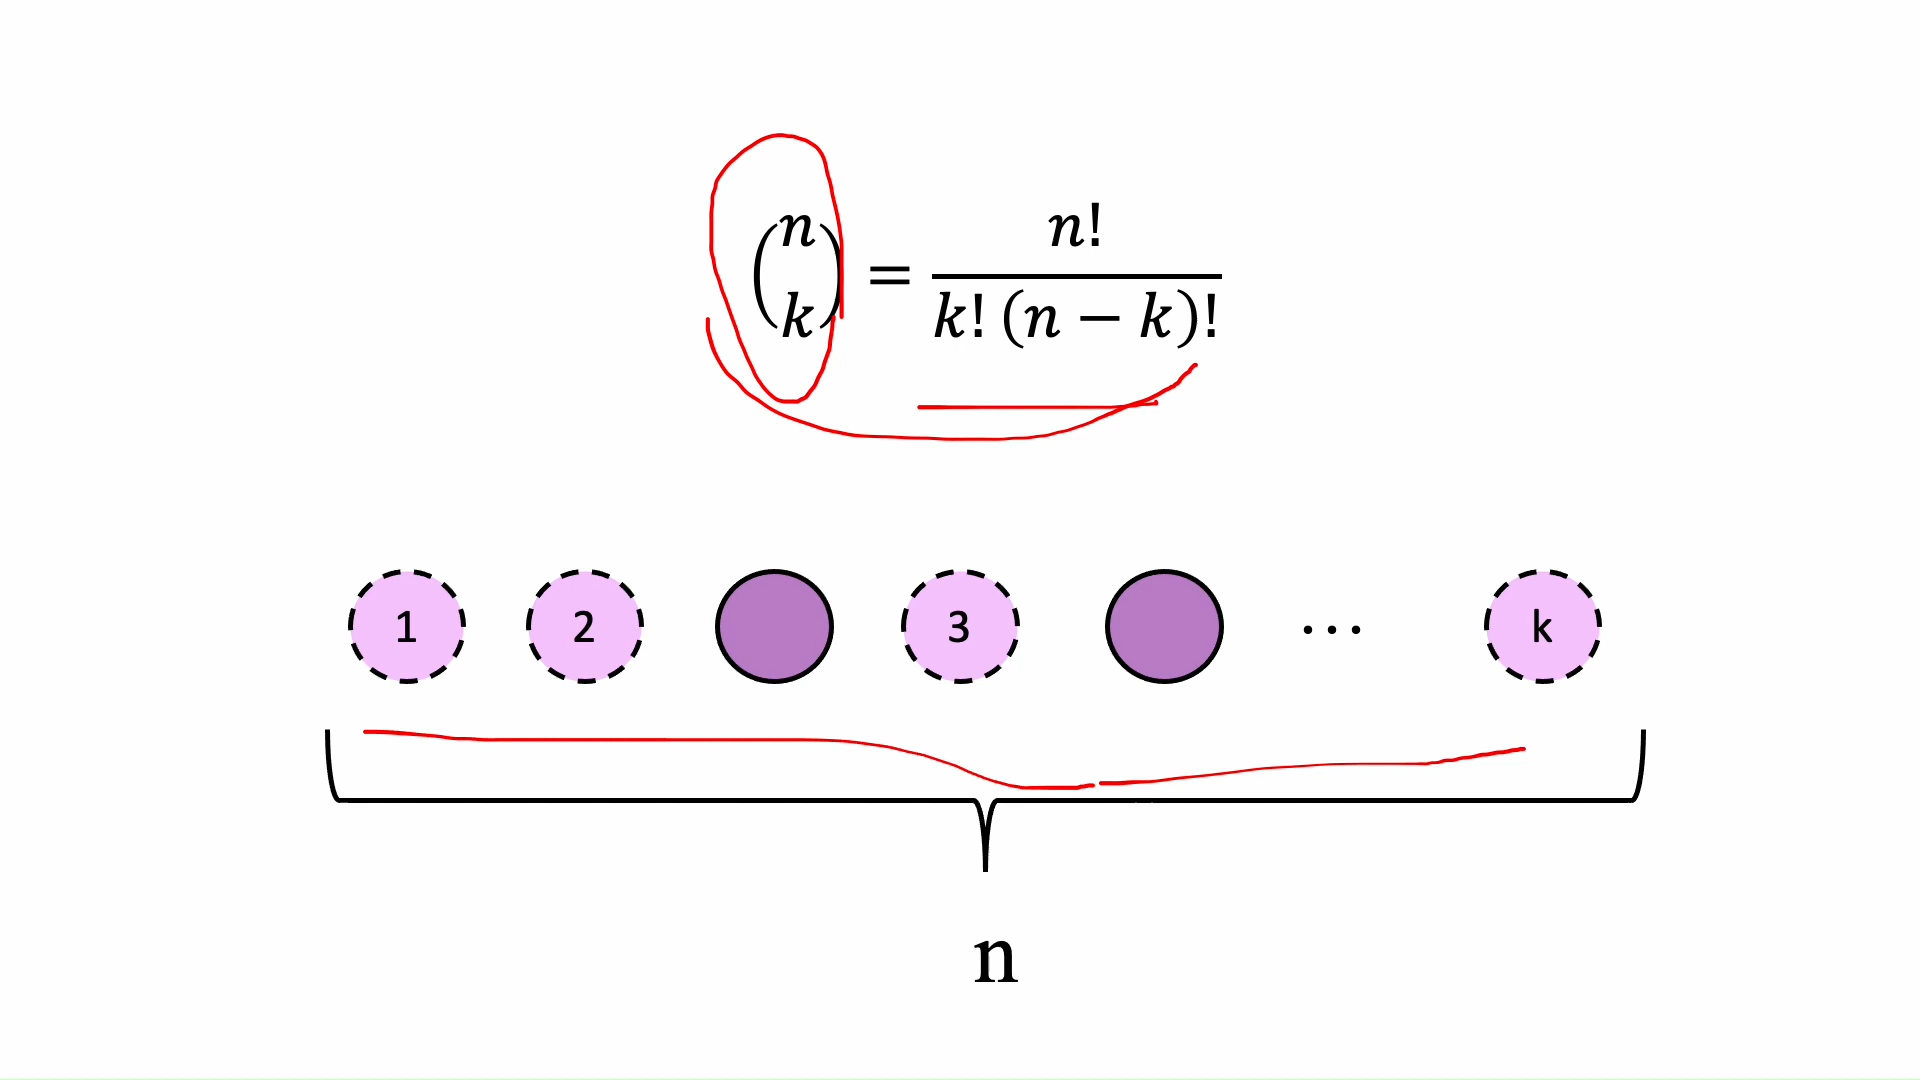 (n k) = n! / k! (n − k)!
1 2 3 ... k
n